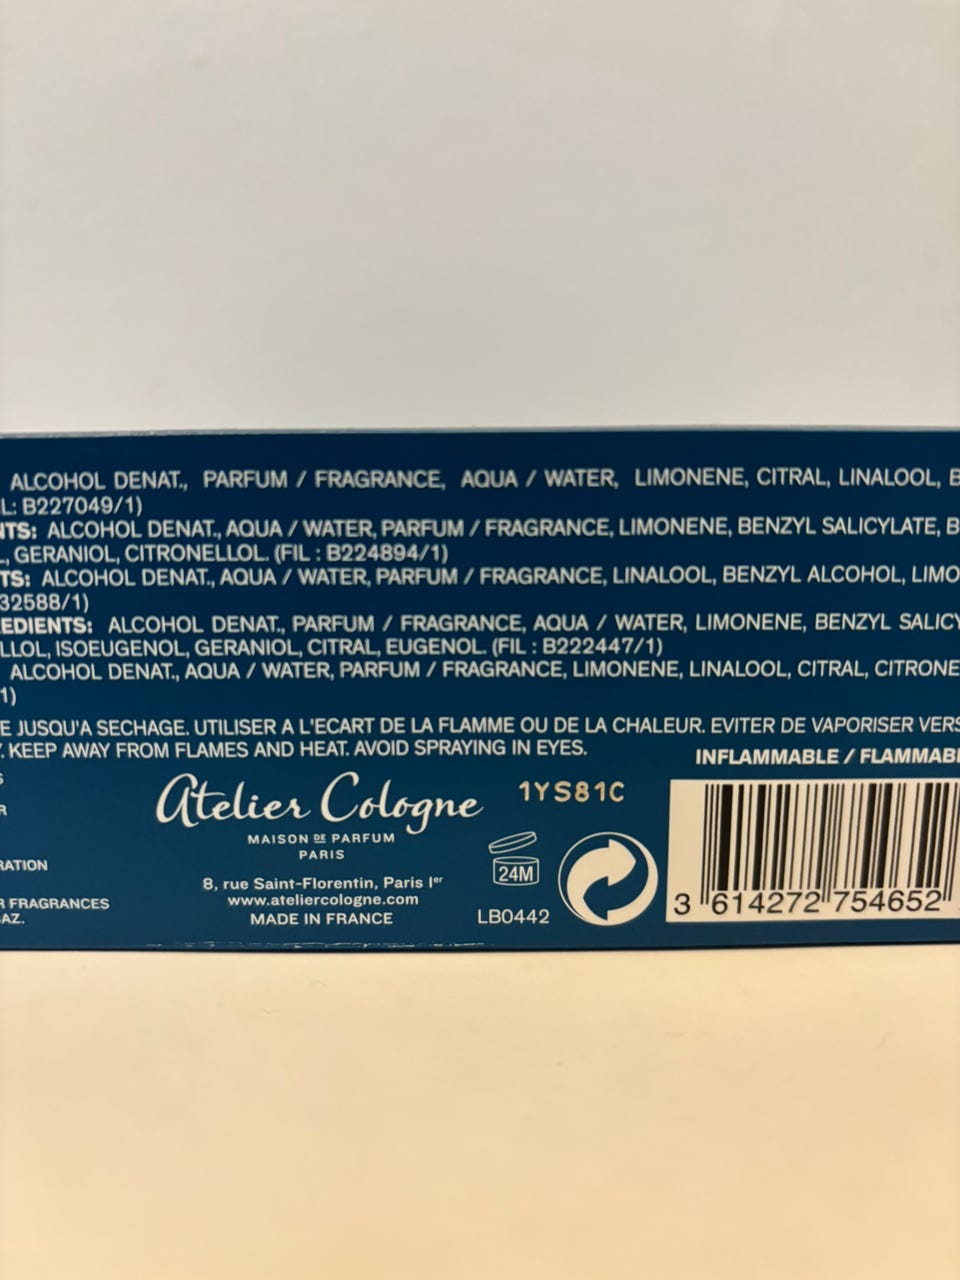 ALCOHOL DENAT., PARFUM / FRAGRANCE, AQUA / WATER, LIMONENE, CITRAL, LINALOOL, B
L: B227049/1)
NTS: ALCOHOL DENAT., AQUA / WATER, PARFUM / FRAGRANCE, LIMONENE, BENZYL SALICYLATE, B
, GERANIOL, CITRONELLOL. (FIL : B224894/1)
TS: ALCOHOL DENAT., AQUA / WATER, PARFUM / FRAGRANCE, LINALOOL, BENZYL ALCOHOL, LIMO
32588/1)
EDIENTS: ALCOHOL DENAT., PARFUM / FRAGRANCE, AQUA / WATER, LIMONENE, BENZYL SALICY
LLOL, ISOEUGENOL, GERANIOL, CITRAL, EUGENOL. (FIL : B222447/1)
ALCOHOL DENAT., AQUA / WATER, PARFUM / FRAGRANCE, LIMONENE, LINALOOL, CITRAL, CITRONE
1)
E JUSQU'A SECHAGE. UTILISER A L'ECART DE LA FLAMME OU DE LA CHALEUR. EVITER DE VAPORISER VERS
. KEEP AWAY FROM FLAMES AND HEAT. AVOID SPRAYING IN EYES.
INFLAMMABLE / FLAMMABL
S
R
RATION
R FRAGRANCES
AZ.
Atelier Cologne
MAISON DE PARFUM
PARIS
8, rue Saint-Florentin, Paris Ier
www.ateliercologne.com
MADE IN FRANCE
1YS81C
24M
LB0442
3 614272 754652